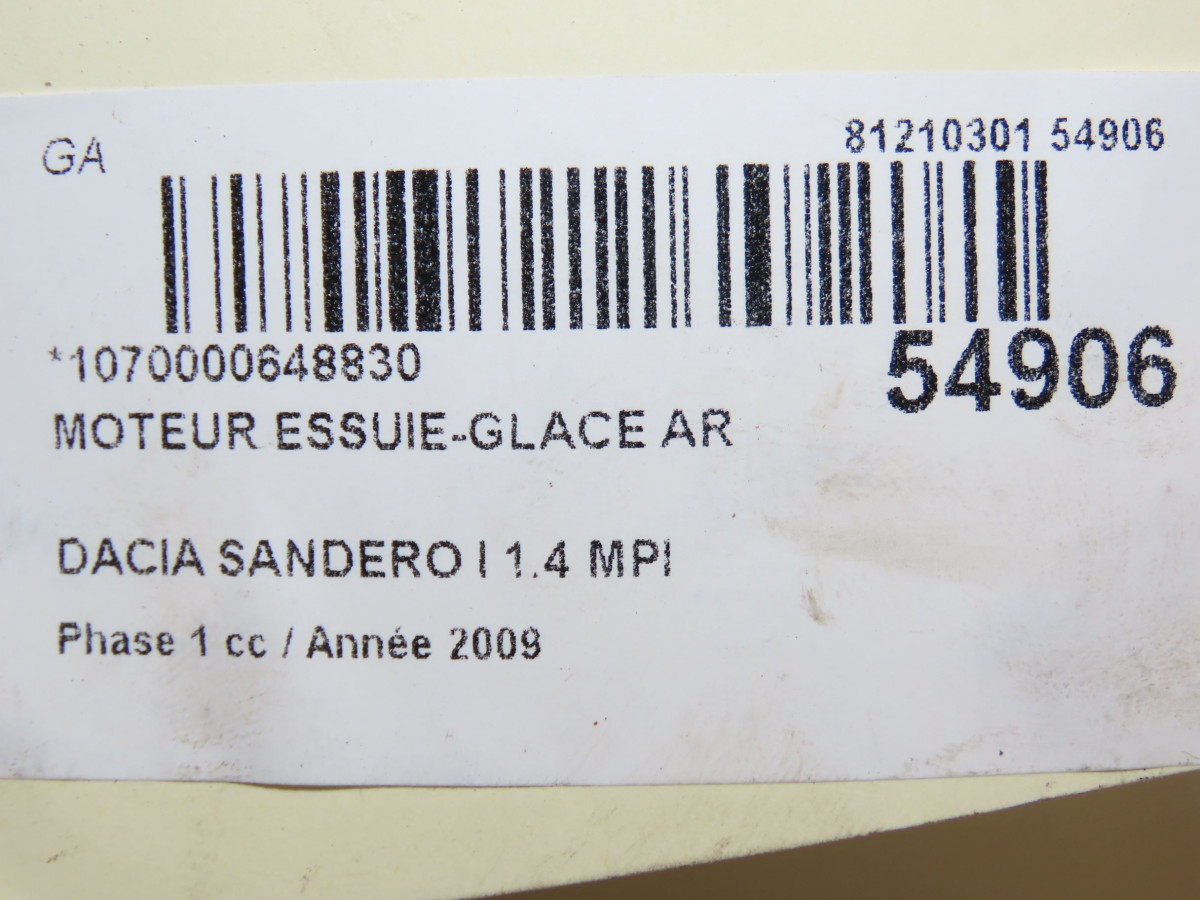 GA
81210301 54906
*1070000648830
54906
MOTEUR ESSUIE-GLACE AR
DACIA SANDERO I 1.4 MPI
Phase 1 cc / Année 2009